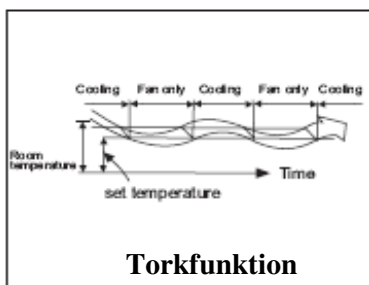 Cooling Fan only Cooling Fan only Cooling
Room
temperature
Time
set temperature
Torkfunktion